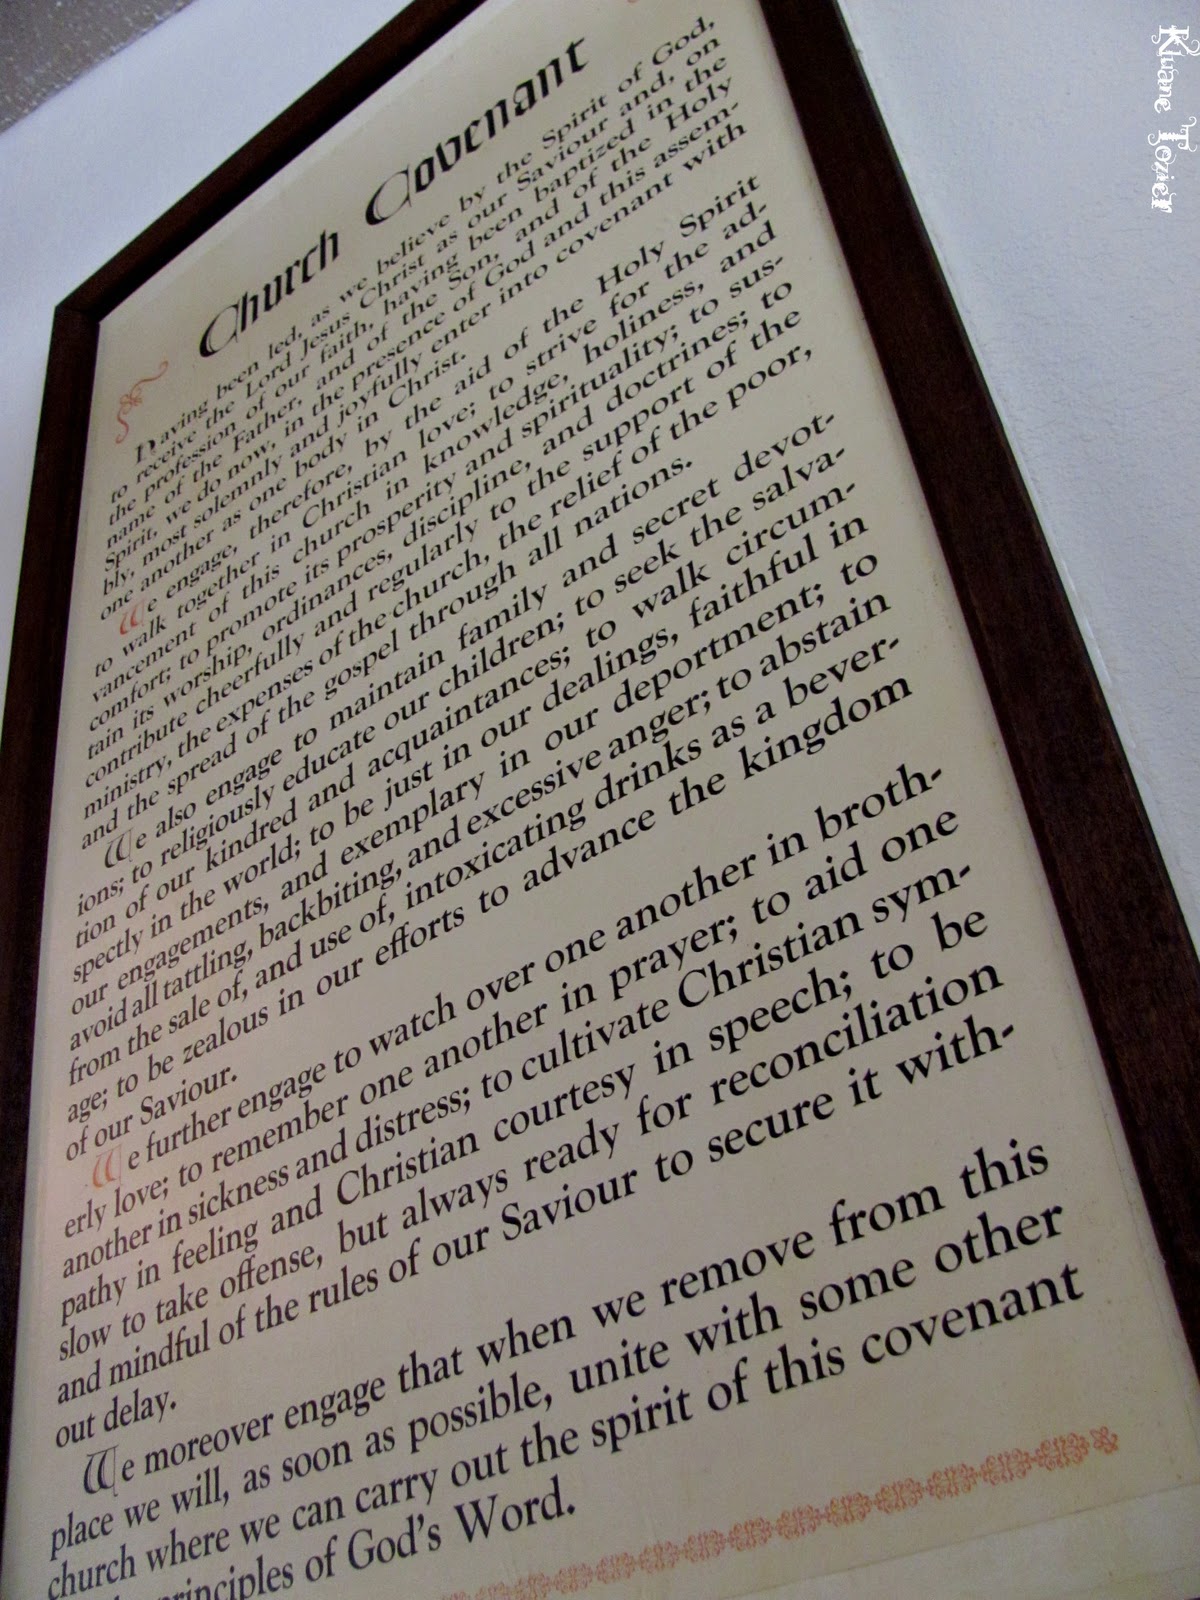 Church Covenant
Having been led, as we believe by the Spirit of God,
to receive the Lord Jesus Christ as our Saviour and, on
the profession of our faith, having been baptized in the
name of the Father, and of the Son, and of the Holy
Spirit, we do now, in the presence of God and this assem-
bly, most solemnly and joyfully enter into covenant with
one another as one body in Christ.
We engage, therefore, by the aid of the Holy Spirit
to walk together in Christian love; to strive for the ad-
vancement of this church in knowledge, holiness, and
comfort; to promote its prosperity and spirituality; to sus-
tain its worship, ordinances, discipline, and doctrines; to
contribute cheerfully and regularly to the support of the
ministry, the expenses of the church, the relief of the poor,
and the spread of the gospel through all nations.
We also engage to maintain family and secret devot-
ions; to religiously educate our children; to seek the salva-
tion of our kindred and acquaintances; to walk circum-
spectly in the world; to be just in our dealings, faithful in
our engagements, and exemplary in our deportment; to
avoid all tattling, backbiting, and excessive anger; to abstain
from the sale of, and use of, intoxicating drinks as a bever-
age; to be zealous in our efforts to advance the kingdom
of our Saviour.
We further engage to watch over one another in broth-
erly love; to remember one another in prayer; to aid one
another in sickness and distress; to cultivate Christian sym-
pathy in feeling and Christian courtesy in speech; to be
slow to take offense, but always ready for reconciliation
and mindful of the rules of our Saviour to secure it with-
out delay.
We moreover engage that when we remove from this
place we will, as soon as possible, unite with some other
church where we can carry out the spirit of this covenant
principles of God's Word.
Khane Tozier